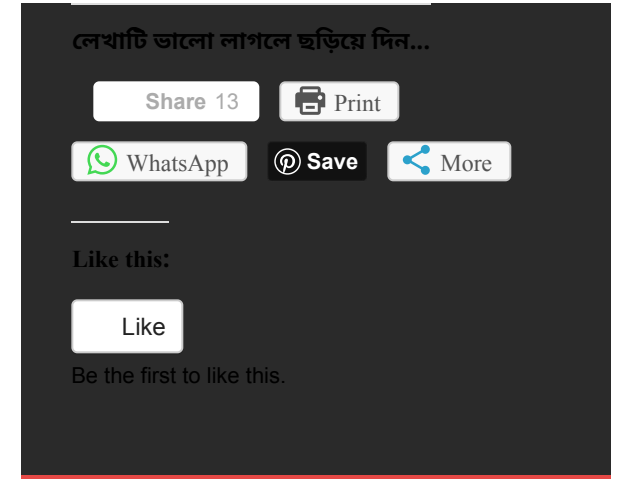 লেখাটি ভালো লাগলে ছড়িয়ে দিন...
Share 13 Print
WhatsApp Save More
Like this:
Like
Be the first to like this.